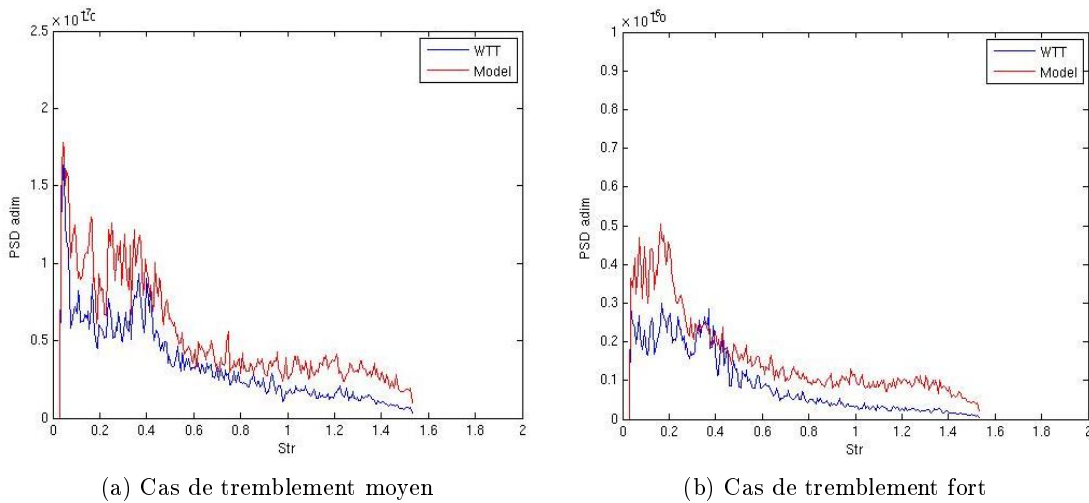 2.5
2
1.5
1
0.5
0
PSD adim
0 0.2 0.4 0.6 0.8 1 1.2 1.4 1.6 1.8 2
Str
WTT
Model
(a) Cas de tremblement moyen
1
0.9
0.8
0.7
0.6
0.5
0.4
0.3
0.2
0.1
0
PSD adim
0 0.2 0.4 0.6 0.8 1 1.2 1.4 1.6 1.8 2
Str
WTT
Model
(b) Cas de tremblement fort